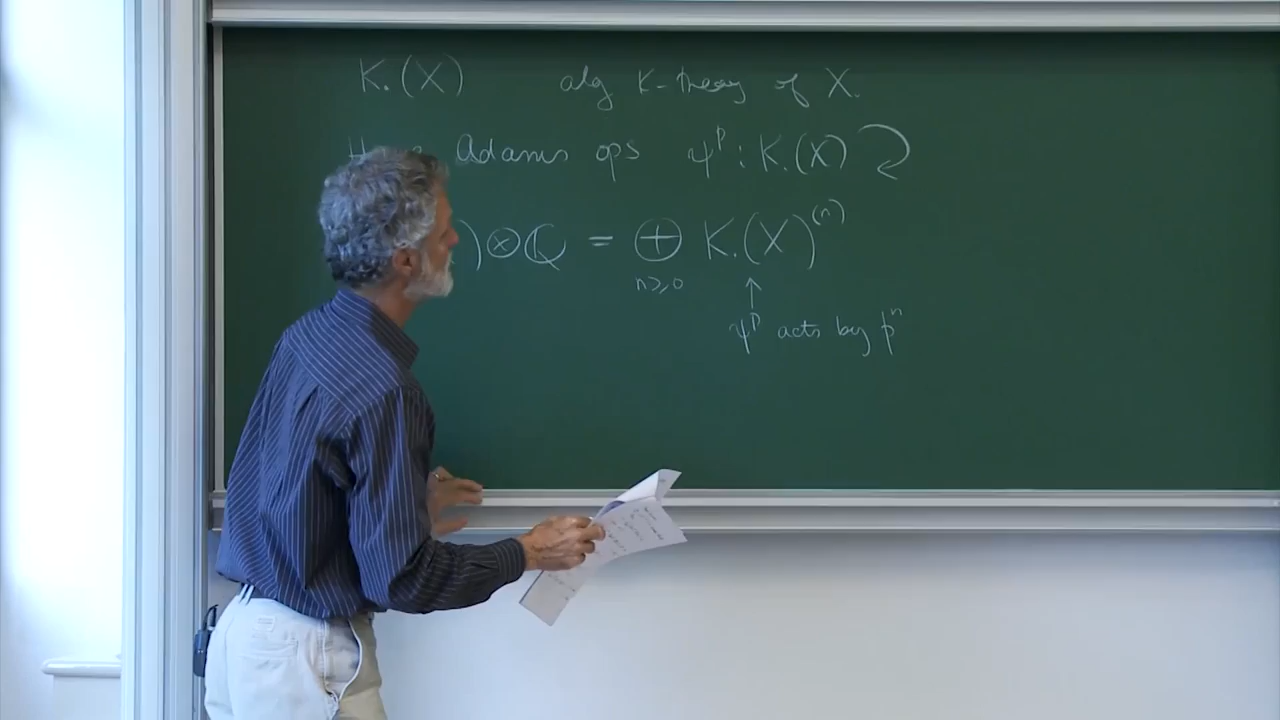 K.(X) alg K-theory of X.
Adams ops ψ^p : K.(X)
) ⊗ ℚ = ⊕ K.(X)^(n)
n≥0
↑
ψ^p acts by p^n